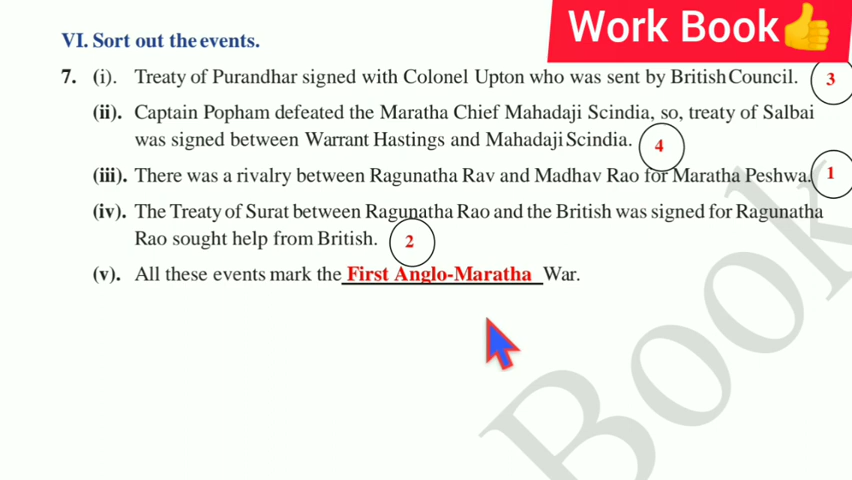 Work Book👍
VI. Sort out the events.
7. (i). Treaty of Purandhar signed with Colonel Upton who was sent by British Council. 3
(ii). Captain Popham defeated the Maratha Chief Mahadaji Scindia, so, treaty of Salbai
was signed between Warrant Hastings and Mahadaji Scindia. 4
(iii). There was a rivalry between Ragunatha Rav and Madhav Rao for Maratha Peshwa. 1
(iv). The Treaty of Surat between Ragunatha Rao and the British was signed for Ragunatha
Rao sought help from British. 2
(v). All these events mark the First Anglo-Maratha War.
Book